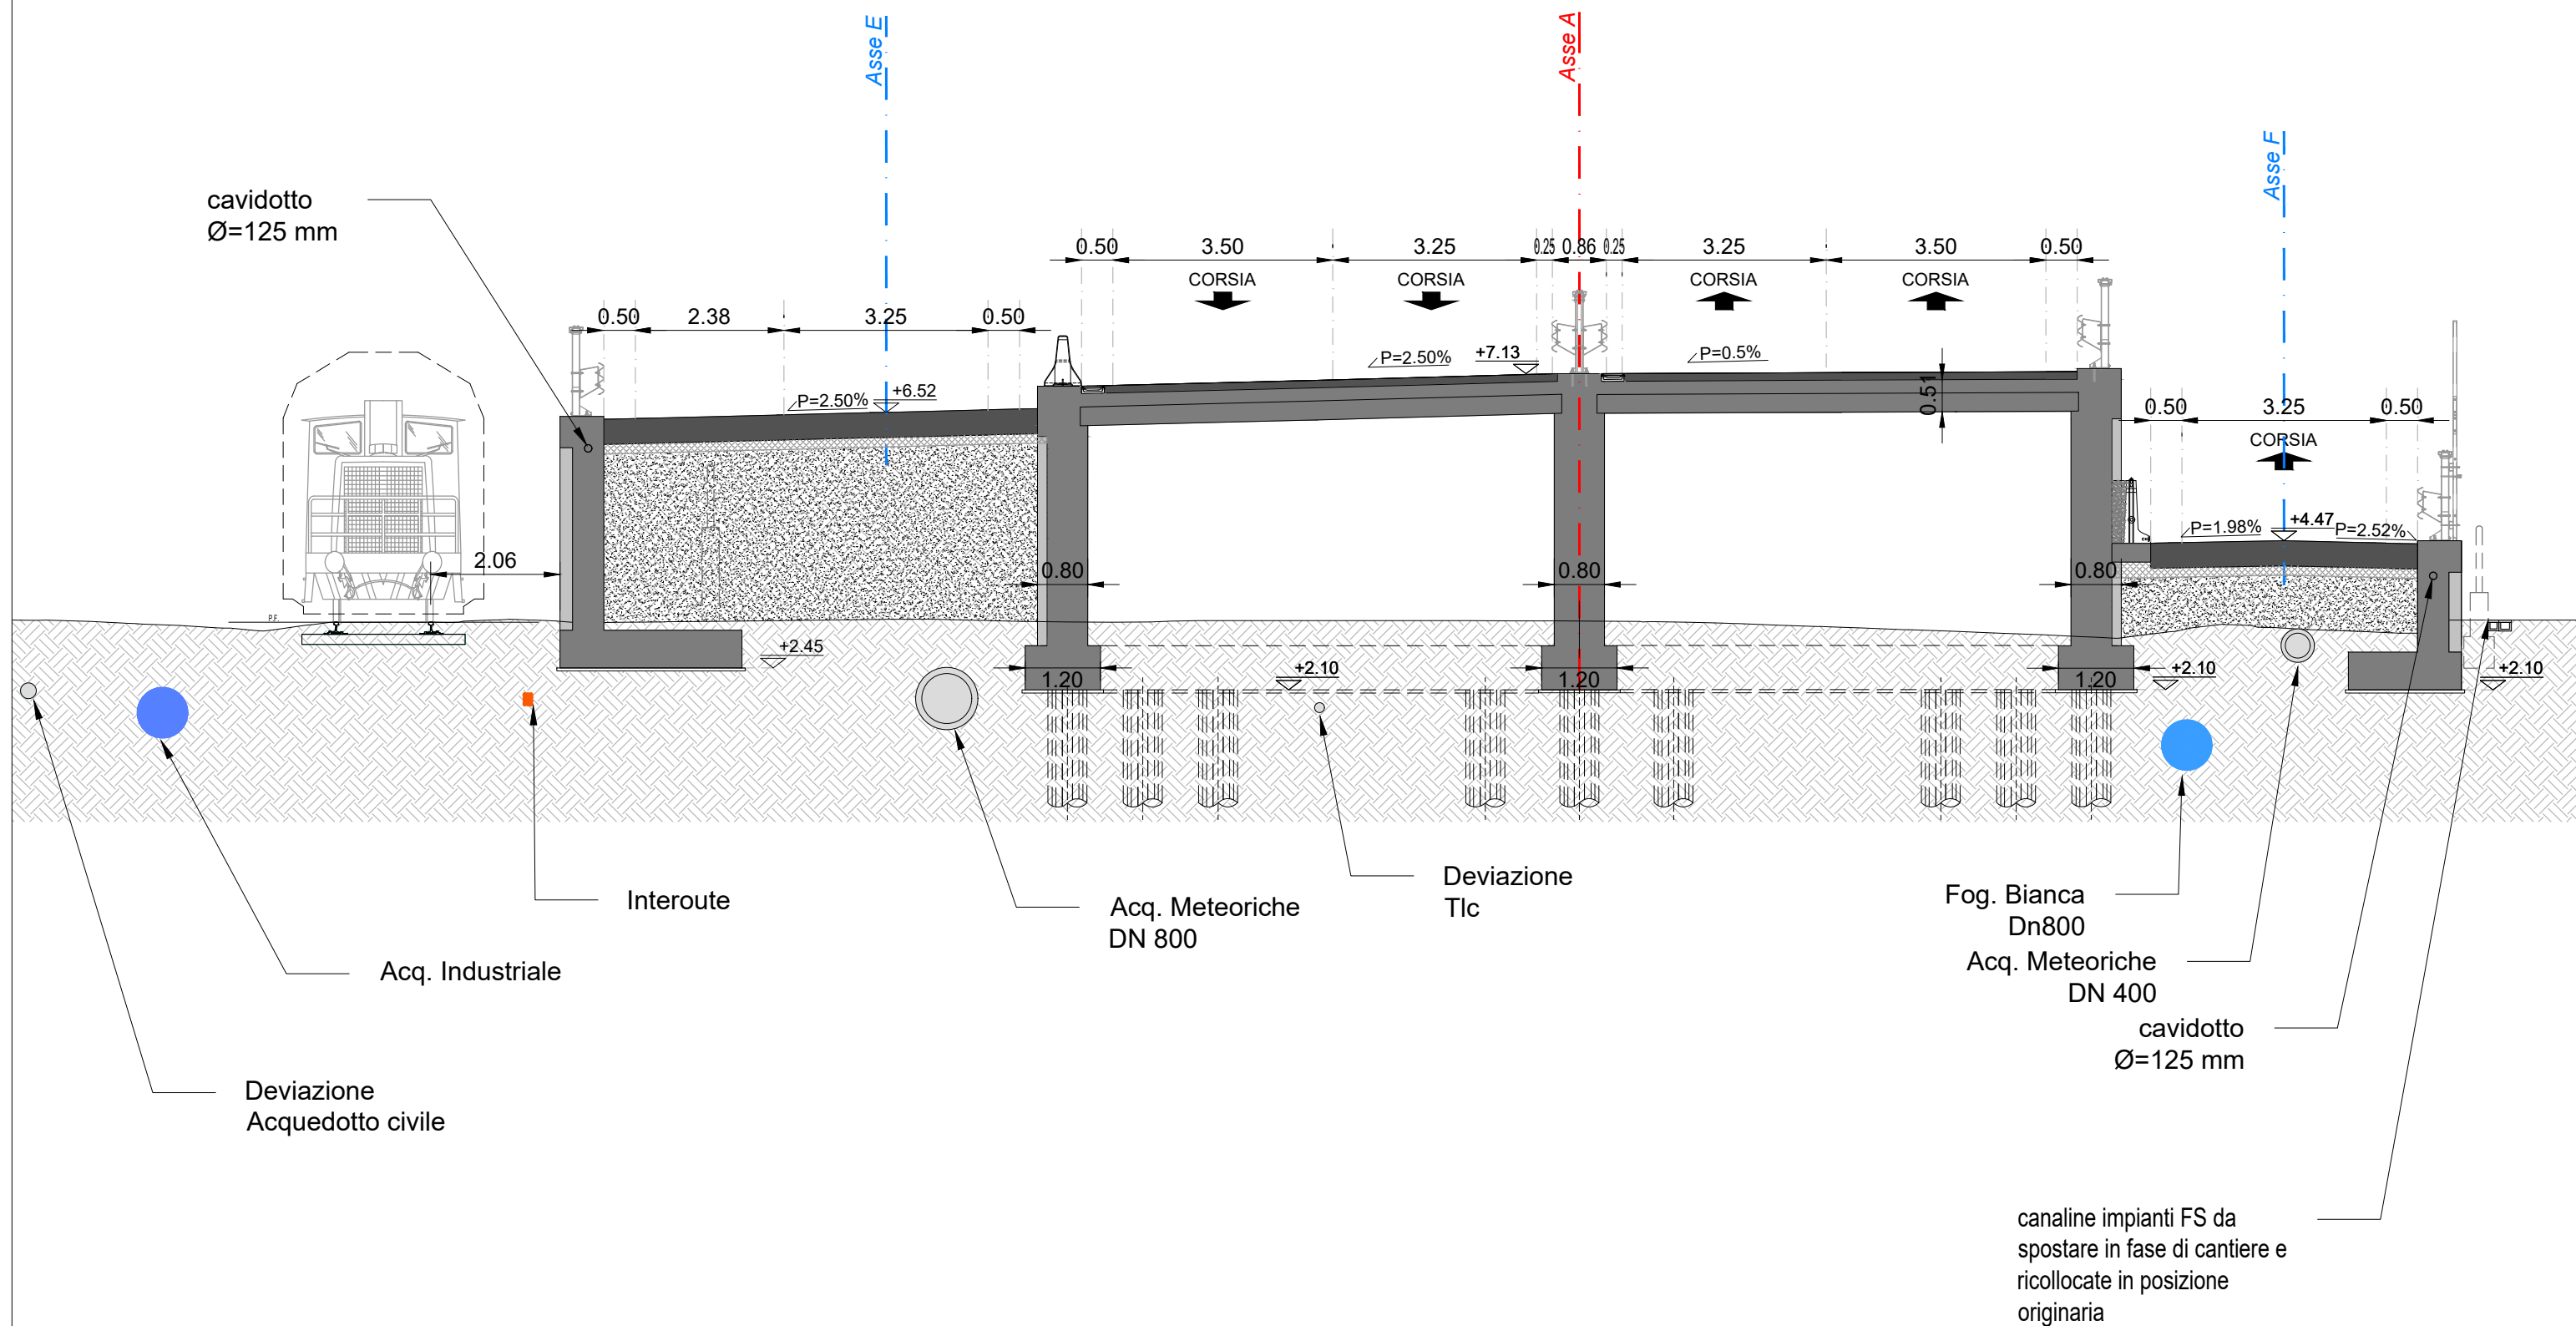 Asse E
Asse A
Asse F
cavidotto
Ø=125 mm
0.50
3.50
3.25
0.25
0.86
0.25
3.25
3.50
0.50
CORSIA
CORSIA
CORSIA
CORSIA
0.50
2.38
3.25
0.50
P=2.50%
+7.13
P=0.5%
P=2.50%
+6.52
0.51
0.50
3.25
0.50
CORSIA
P=1.98%
+4.47
P=2.52%
2.06
0.80
0.80
0.80
P.F.
+2.45
+2.10
+2.10
+2.10
1.20
1.20
1.20
Interoute
Acq. Meteoriche
DN 800
Deviazione
Tlc
Fog. Bianca
Dn800
Acq. Industriale
Acq. Meteoriche
DN 400
cavidotto
Ø=125 mm
Deviazione
Acquedotto civile
canaline impianti FS da
spostare in fase di cantiere e
ricollocate in posizione
originaria